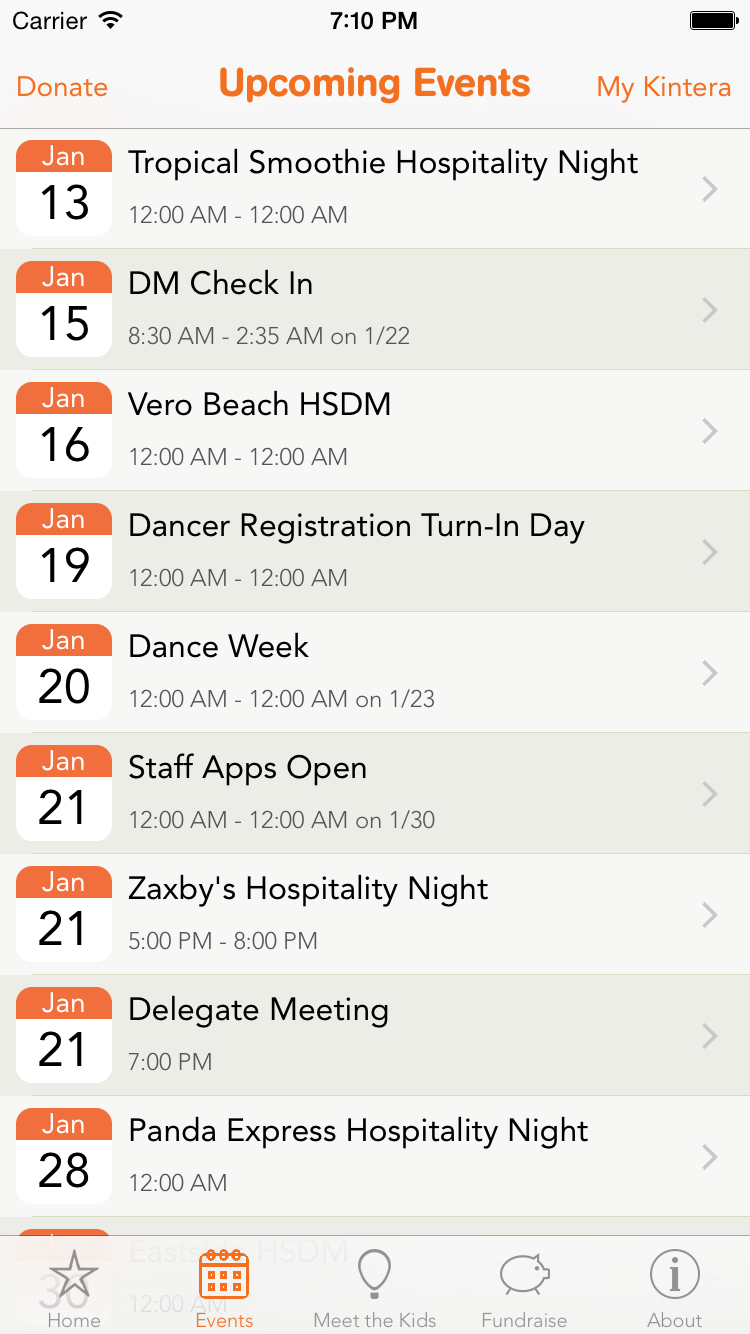 Carrier 7:10 PM
Donate Upcoming Events My Kintera
Jan
13
Tropical Smoothie Hospitality Night
12:00 AM - 12:00 AM
Jan
15
DM Check In
8:30 AM - 2:35 AM on 1/22
Jan
16
Vero Beach HSDM
12:00 AM - 12:00 AM
Jan
19
Dancer Registration Turn-In Day
12:00 AM - 12:00 AM
Jan
20
Dance Week
12:00 AM - 12:00 AM on 1/23
Jan
21
Staff Apps Open
12:00 AM - 12:00 AM on 1/30
Jan
21
Zaxby's Hospitality Night
5:00 PM - 8:00 PM
Jan
21
Delegate Meeting
7:00 PM
Jan
28
Panda Express Hospitality Night
12:00 AM
30
Eastside HSDM
12:00 AM
Home Events Meet the Kids Fundraise About